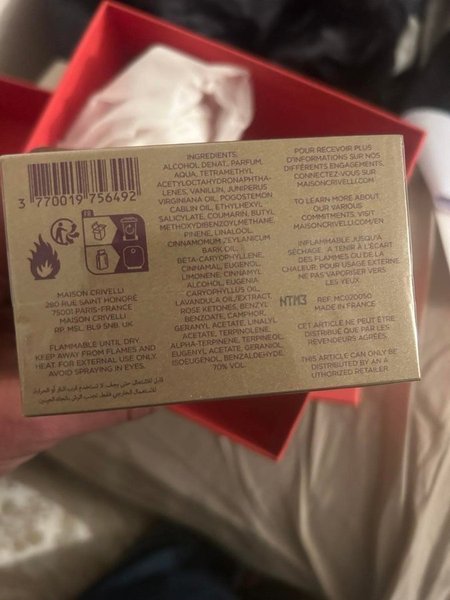 3 770019 756492
FR
MAISON CRIVELLI
280 RUE SAINT HONORÉ
75001 PARIS-FRANCE
MAISON CRIVELLI
RP. MSL. BL9 5NB. UK
FLAMMABLE UNTIL DRY.
KEEP AWAY FROM FLAMES AND
HEAT. FOR EXTERNAL USE ONLY.
AVOID SPRAYING IN EYES.
INGREDIENTS:
ALCOHOL DENAT., PARFUM,
AQUA, TETRAMETHYL
ACETYLOCTAHYDRONAPHTHA-
LENES, VANILLIN, JUNIPERUS
VIRGINIANA OIL, POGOSTEMON
CABLIN OIL, ETHYLHEXYL
SALICYLATE, COUMARIN, BUTYL
METHOXYDIBENZOYLMETHANE,
PINENE, LINALOOL,
CINNAMOMUM ZEYLANICUM
BARK OIL,
BETA-CARYOPHYLLENE,
CINNAMAL, EUGENOL,
LIMONENE, CINNAMYL
ALCOHOL, EUGENIA
CARYOPHYLLUS OIL,
LAVANDULA OIL/EXTRACT,
ROSE KETONES, BENZYL
BENZOATE, CAMPHOR,
GERANYL ACETATE, LINALYL
ACETATE, TERPINOLENE,
ALPHA-TERPINENE, TERPINEOL,
EUGENYL ACETATE, GERANIOL,
ISOEUGENOL, BENZALDEHYDE.
70% VOL
POUR RECEVOIR PLUS
D'INFORMATIONS SUR NOS
DIFFÉRENTS ENGAGEMENTS,
CONNECTEZ-VOUS SUR
MAISONCRIVELLI.COM
TO LEARN MORE ABOUT
OUR VARIOUS
COMMITMENTS, VISIT
MAISONCRIVELLI.COM/EN
INFLAMMABLE JUSQU'À
SÉCHAGE. À TENIR À L'ÉCART
DES FLAMMES OU DE LA
CHALEUR. POUR USAGE EXTERNE.
NE PAS VAPORISER VERS
LES YEUX.
NTM3
REF. MC020050
MADE IN FRANCE
CET ARTICLE NE PEUT ÊTRE
DISTRIBUÉ QUE PAR LES
REVENDEURS AGRÉÉS.
THIS ARTICLE CAN ONLY BE
DISTRIBUTED BY AN A
UTHORIZED RETAILER.